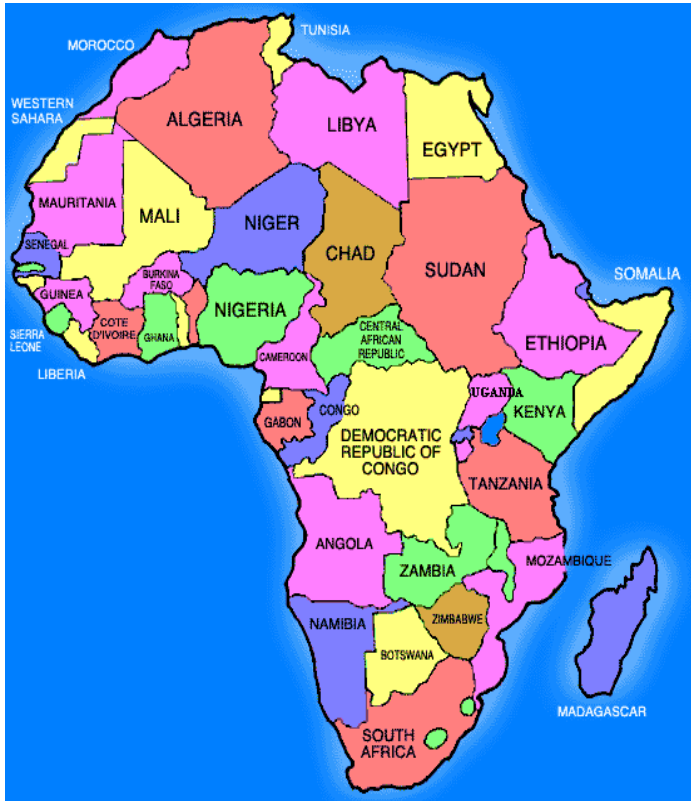 TUNISIA
MOROCCO
WESTERN
SAHARA
ALGERIA
LIBYA
EGYPT
MAURITANIA
MALI
NIGER
CHAD
SUDAN
SENEGAL
SOMALIA
BURKINA
FASO
GUINEA
NIGERIA
COTE
D'IVOIRE
GHANA
SIERRA
LEONE
LIBERIA
CENTRAL
AFRICAN
REPUBLIC
ETHIOPIA
CAMEROON
UGANDA
KENYA
CONGO
GABON
DEMOCRATIC
REPUBLIC OF
CONGO
TANZANIA
ANGOLA
ZAMBIA
MOZAMBIQUE
NAMIBIA
ZIMBABWE
BOTSWANA
MADAGASCAR
SOUTH
AFRICA